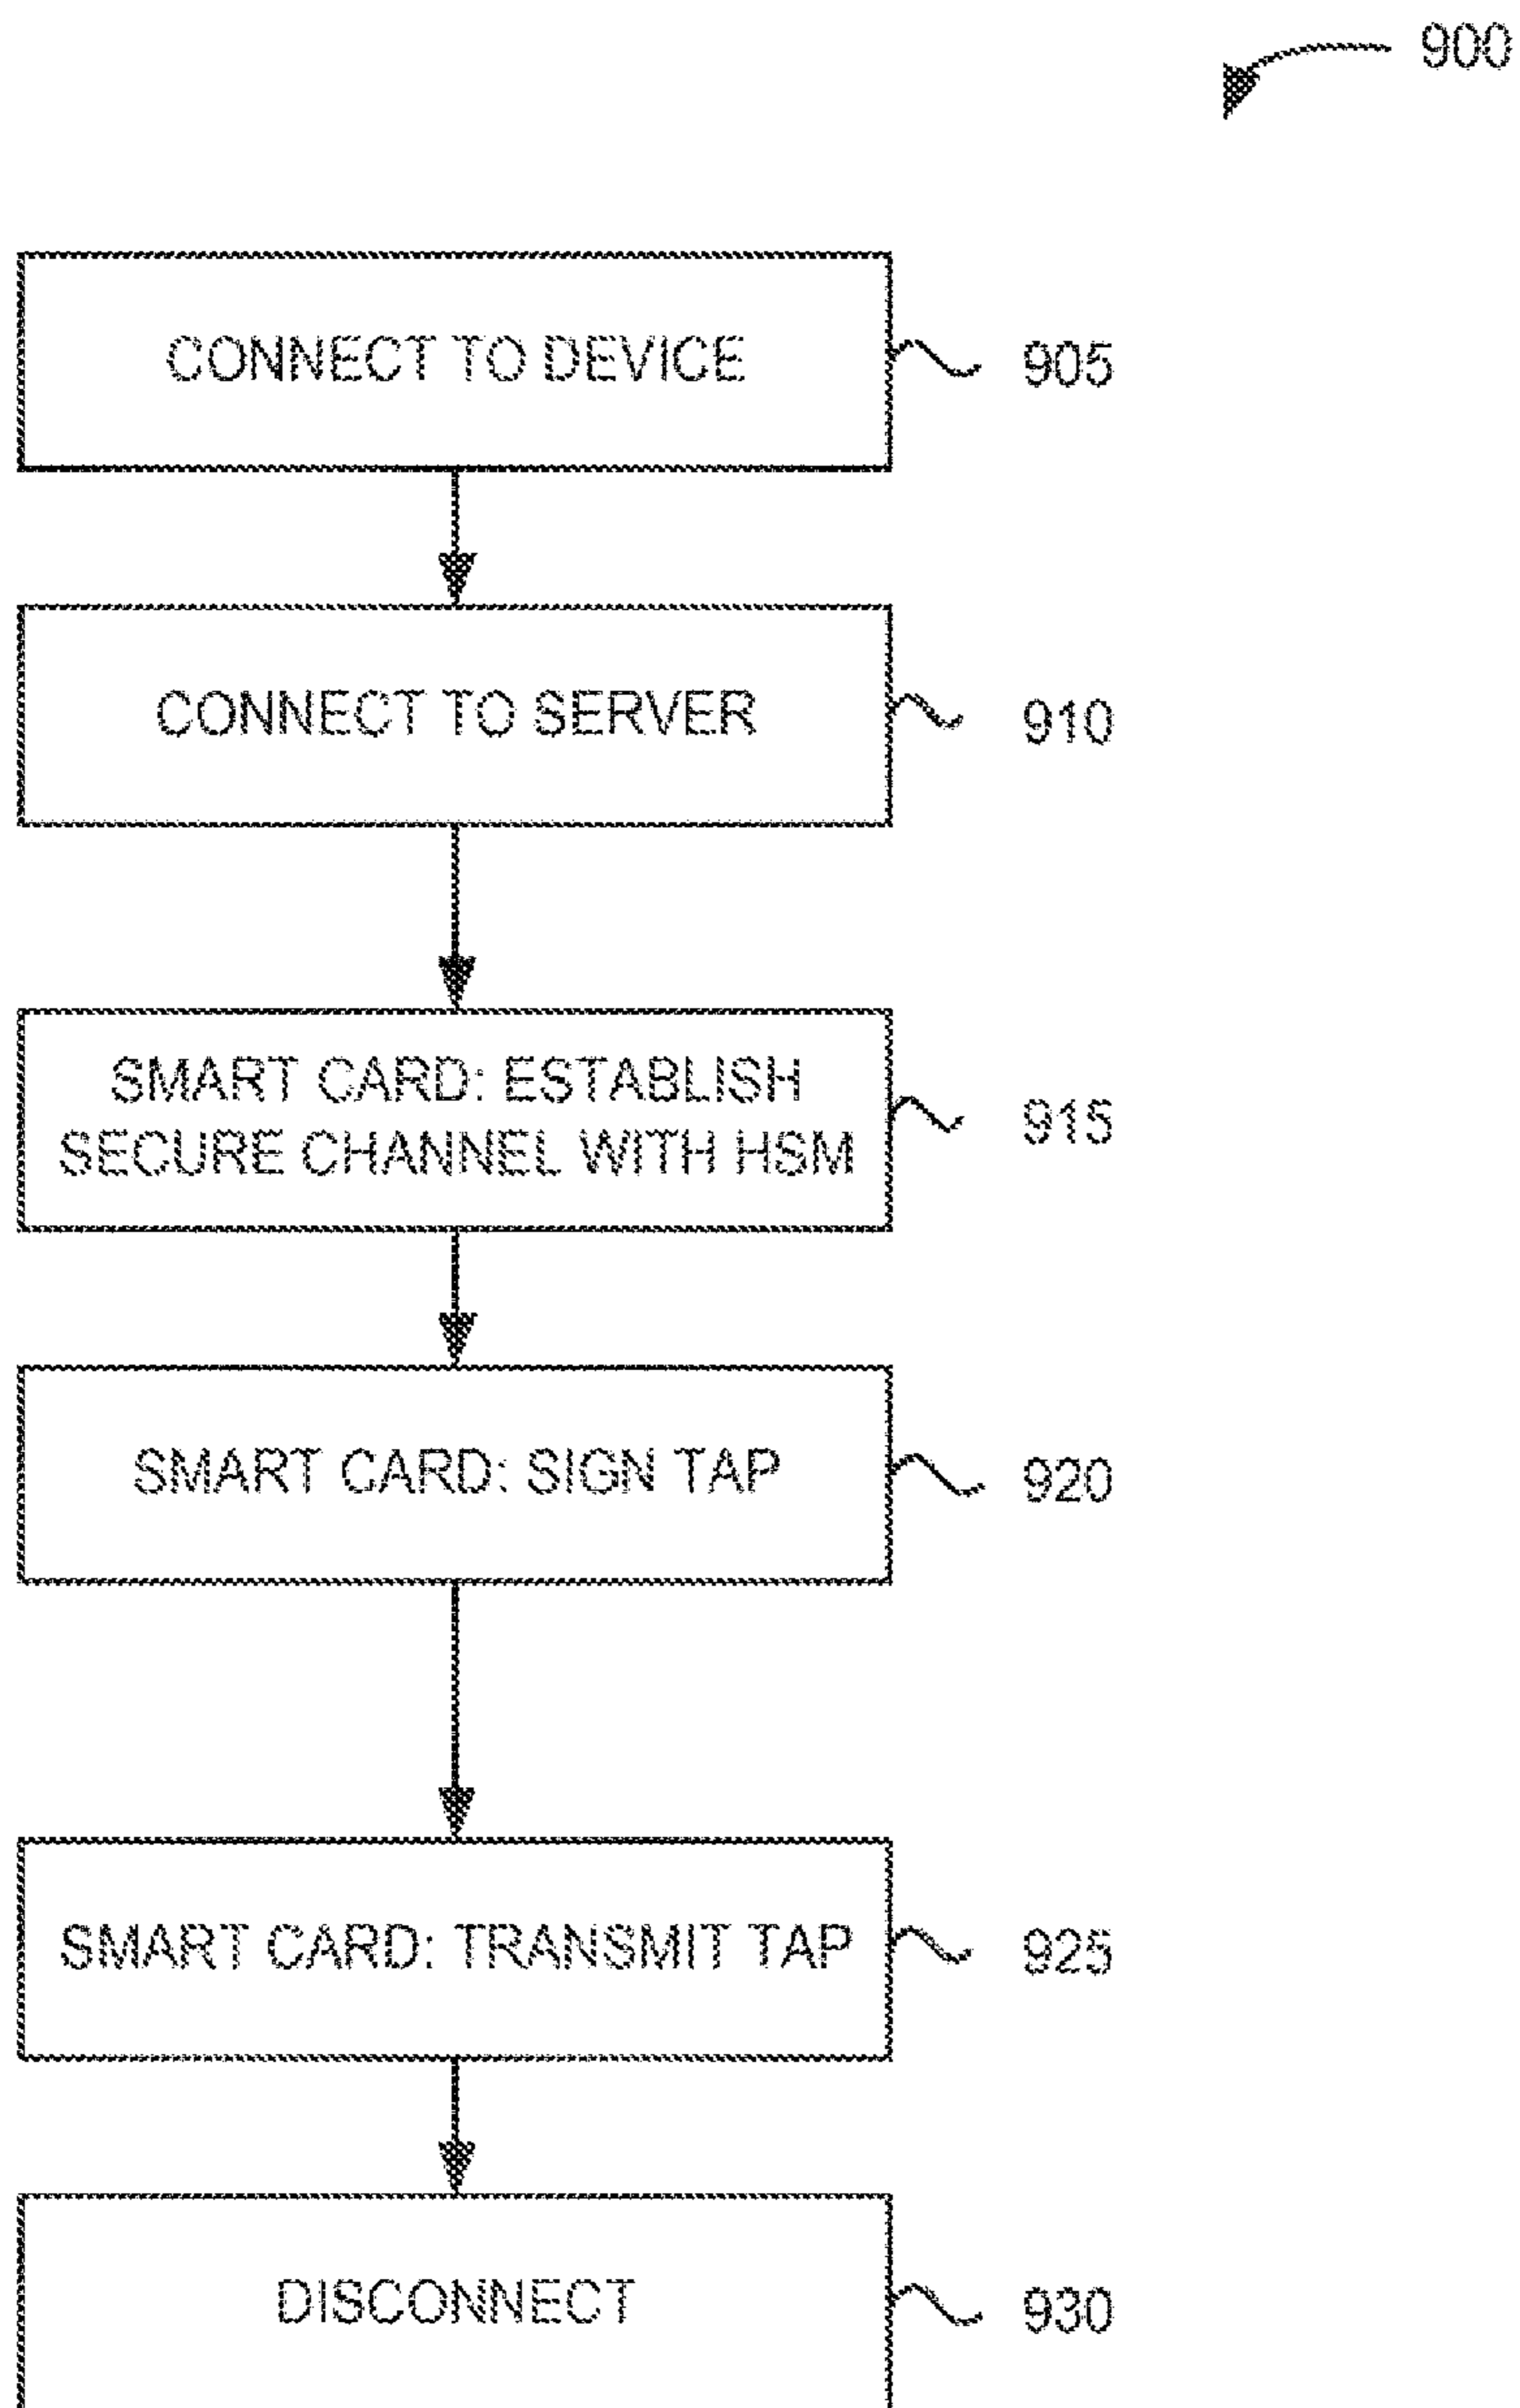 900
CONNECT TO DEVICE
905
CONNECT TO SERVER
910
SMART CARD: ESTABLISH
SECURE CHANNEL WITH HSM
915
SMART CARD: SIGN TAP
920
SMART CARD: TRANSMIT TAP
925
DISCONNECT
930